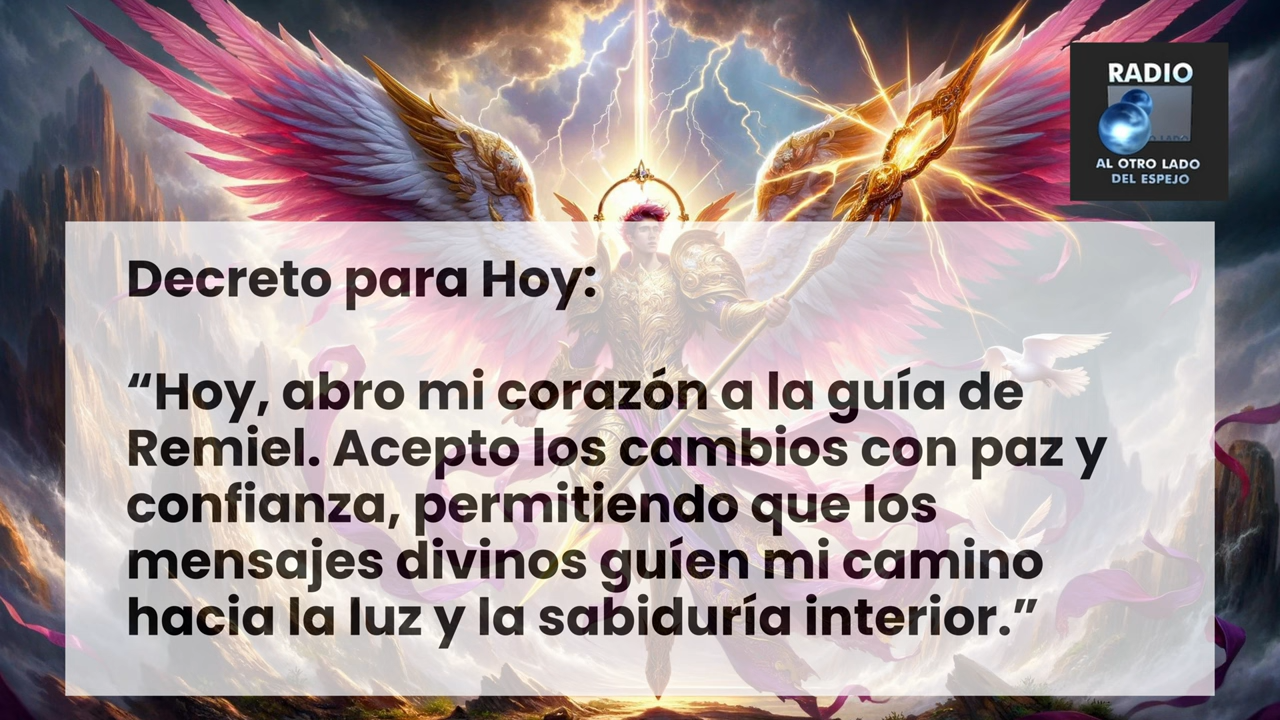 RADIO
AL OTRO LADO
DEL ESPEJO
Decreto para Hoy:
“Hoy, abro mi corazón a la guía de
Remiel. Acepto los cambios con paz y
confianza, permitiendo que los
mensajes divinos guíen mi camino
hacia la luz y la sabiduría interior.”